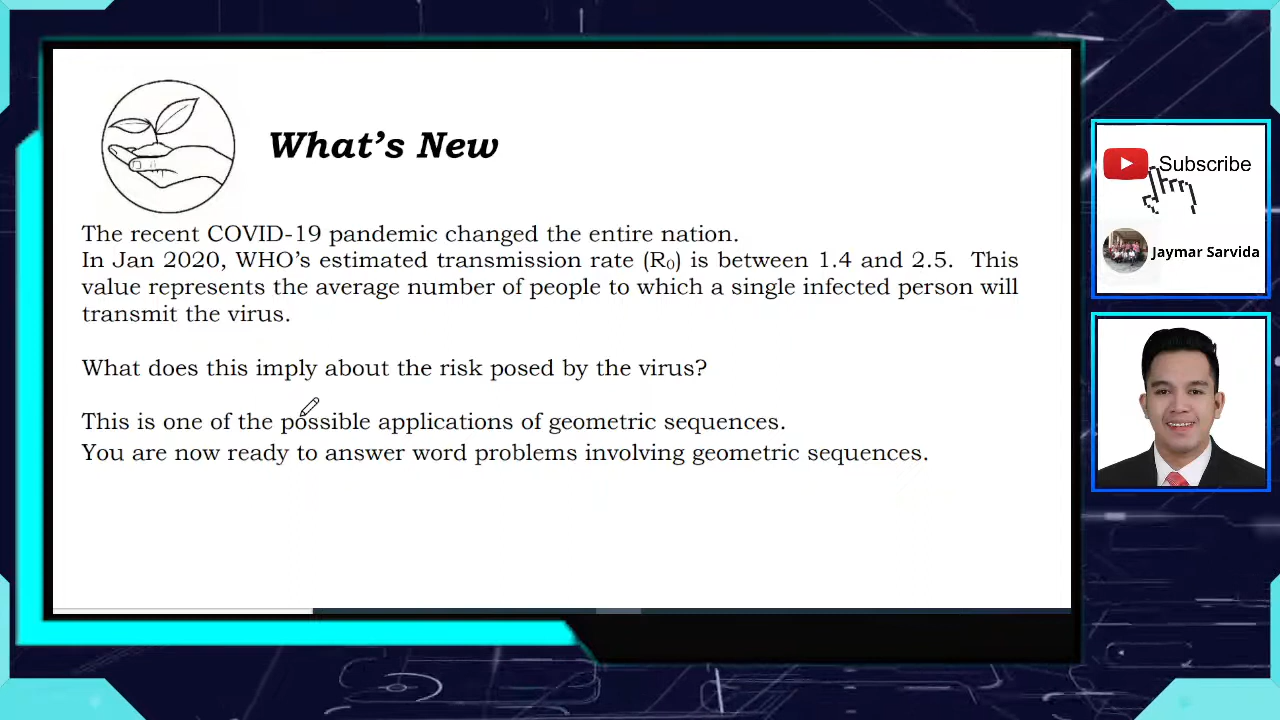 What's New
The recent COVID-19 pandemic changed the entire nation.
In Jan 2020, WHO's estimated transmission rate (R₀) is between 1.4 and 2.5. This
value represents the average number of people to which a single infected person will
transmit the virus.
What does this imply about the risk posed by the virus?
This is one of the possible applications of geometric sequences.
You are now ready to answer word problems involving geometric sequences.
Subscribe
Jaymar Sarvida